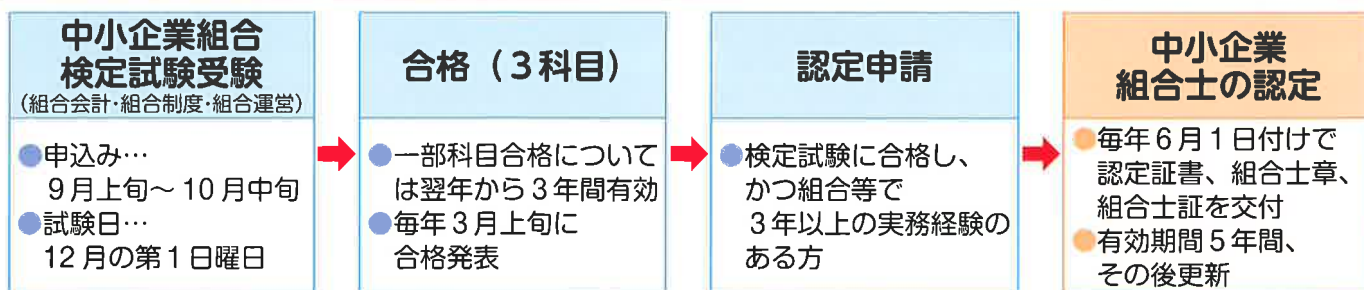 中小企業組合
検定試験受験
（組合会計・組合制度・組合運営）
●申込み…
9月上旬～10月中旬
●試験日…
12月の第1日曜日
合格（3科目）
●一部科目合格について
は翌年から3年間有効
●毎年3月上旬に
合格発表
認定申請
●検定試験に合格し、
かつ組合等で
3年以上の実務経験の
ある方
中小企業
組合士の認定
●毎年6月1日付けで
認定証書、組合士章、
組合士証を交付
●有効期間5年間、
その後更新